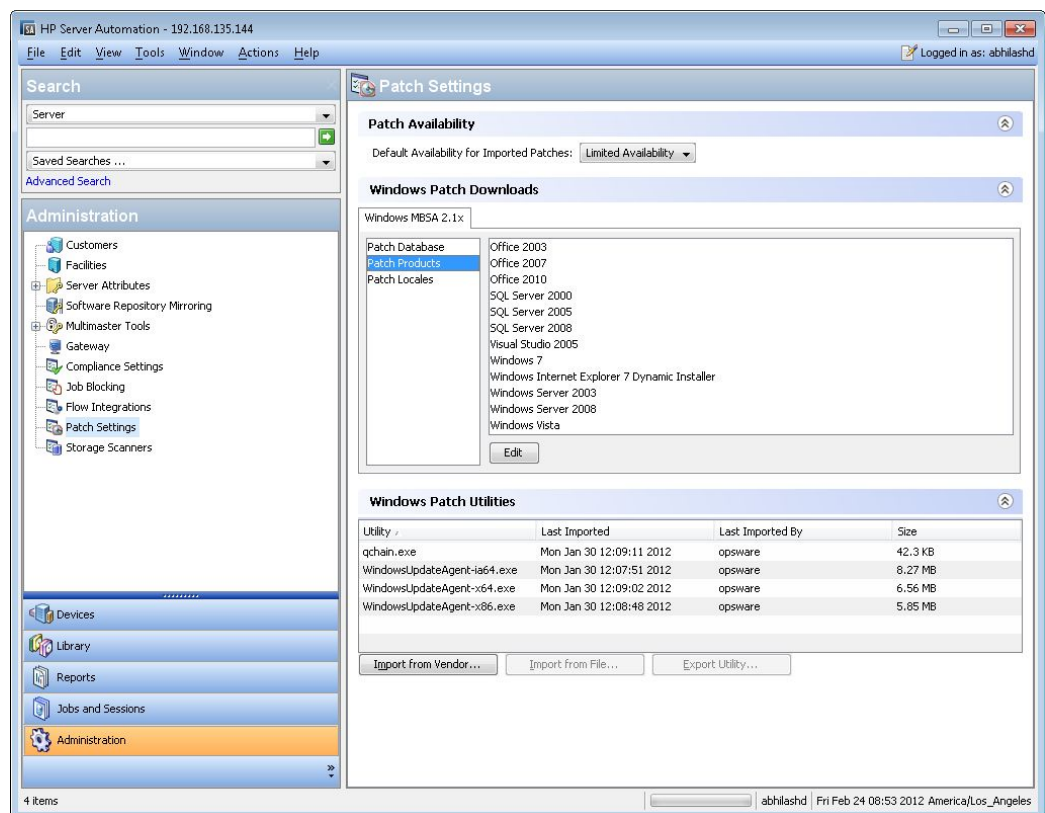 HP Server Automation - 192.168.135.144
File Edit View Tools Window Actions Help
Logged in as: abhilashd
Search
Server
Saved Searches ...
Advanced Search
Administration
Customers
Facilities
Server Attributes
Software Repository Mirroring
Multimaster Tools
Gateway
Compliance Settings
Job Blocking
Flow Integrations
Patch Settings
Storage Scanners
Devices
Library
Reports
Jobs and Sessions
Administration
Patch Settings
Patch Availability
Default Availability for Imported Patches: Limited Availability
Windows Patch Downloads
Windows MBSA 2.1x
Patch Database
Patch Products
Patch Locales
Office 2003
Office 2007
Office 2010
SQL Server 2000
SQL Server 2005
SQL Server 2008
Visual Studio 2005
Windows 7
Windows Internet Explorer 7 Dynamic Installer
Windows Server 2003
Windows Server 2008
Windows Vista
Edit
Windows Patch Utilities
Utility Last Imported Last Imported By Size
qchain.exe Mon Jan 30 12:09:11 2012 opsware 42.3 KB
WindowsUpdateAgent-ia64.exe Mon Jan 30 12:07:51 2012 opsware 8.27 MB
WindowsUpdateAgent-x64.exe Mon Jan 30 12:09:02 2012 opsware 6.56 MB
WindowsUpdateAgent-x86.exe Mon Jan 30 12:08:48 2012 opsware 5.85 MB
Import from Vendor... Import from File... Export Utility...
4 items abhilashd Fri Feb 24 08:53 2012 America/Los_Angeles